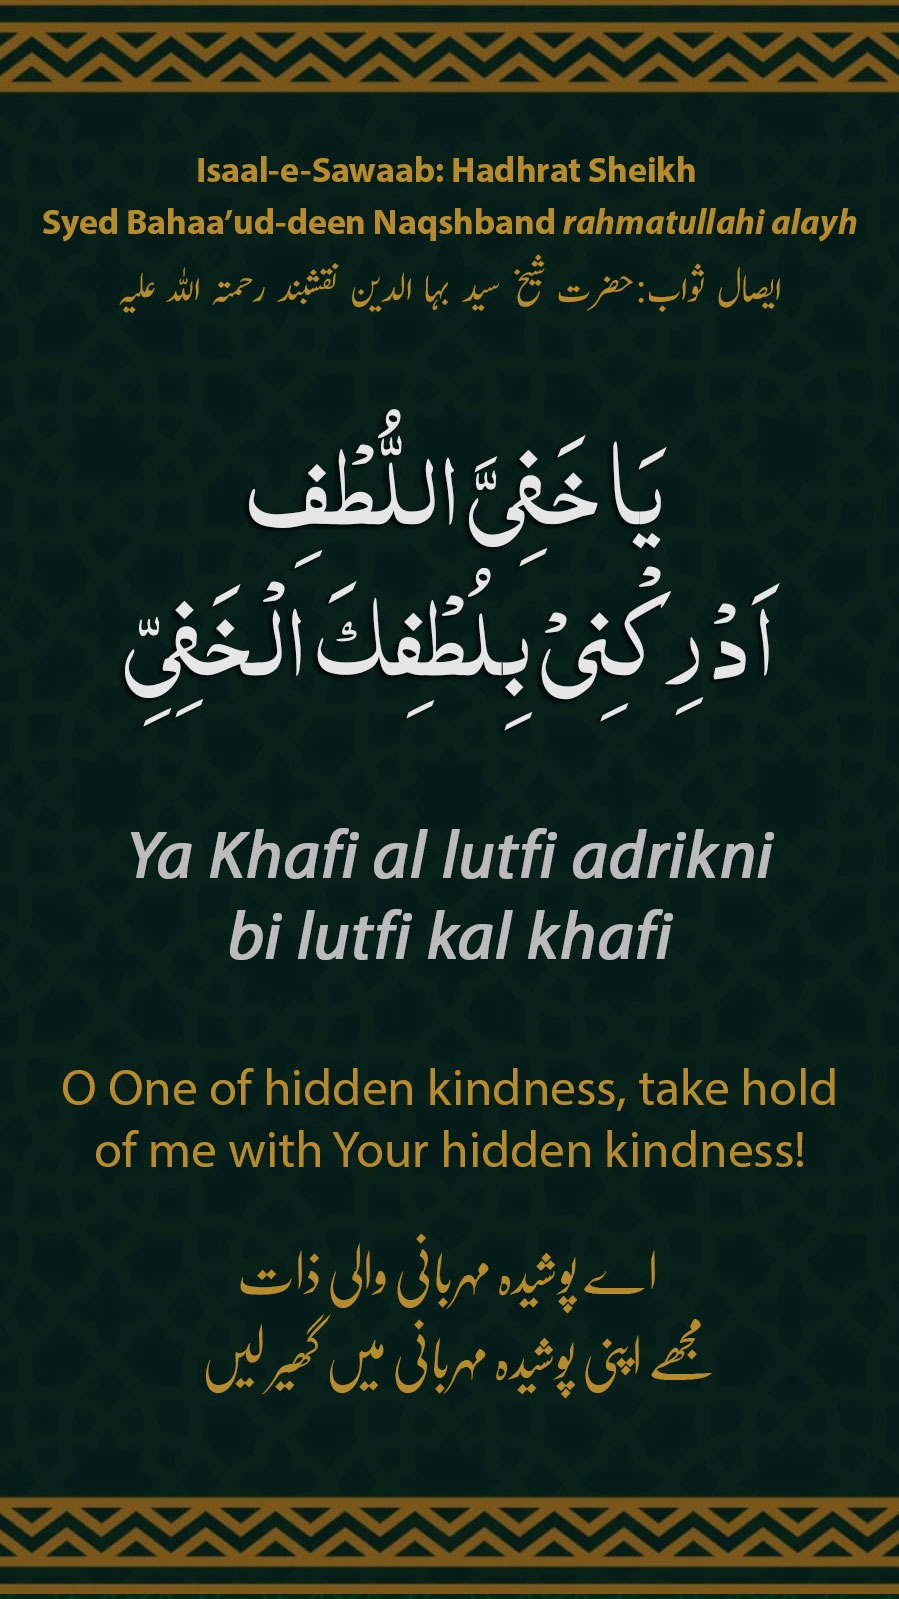 Isaal-e-Sawaab: Hadhrat Sheikh
Syed Bahaa’ud-deen Naqshband rahmatullahi alayh
ایصال ثواب: حضرت شیخ سید بہا الدین نقشبند رحمتہ اللہ علیہ
يَا خَفِىَّ اللُّطْفِ
اَدْرِكْنِىْ بِلُطْفِكَ الْخَفِىِّ
Ya Khafi al lutfi adrikni
bi lutfi kal khafi
O One of hidden kindness, take hold
of me with Your hidden kindness!
اے پوشیدہ مہربانی والی ذات
مجھے اپنی پوشیدہ مہربانی میں گھیر لیں